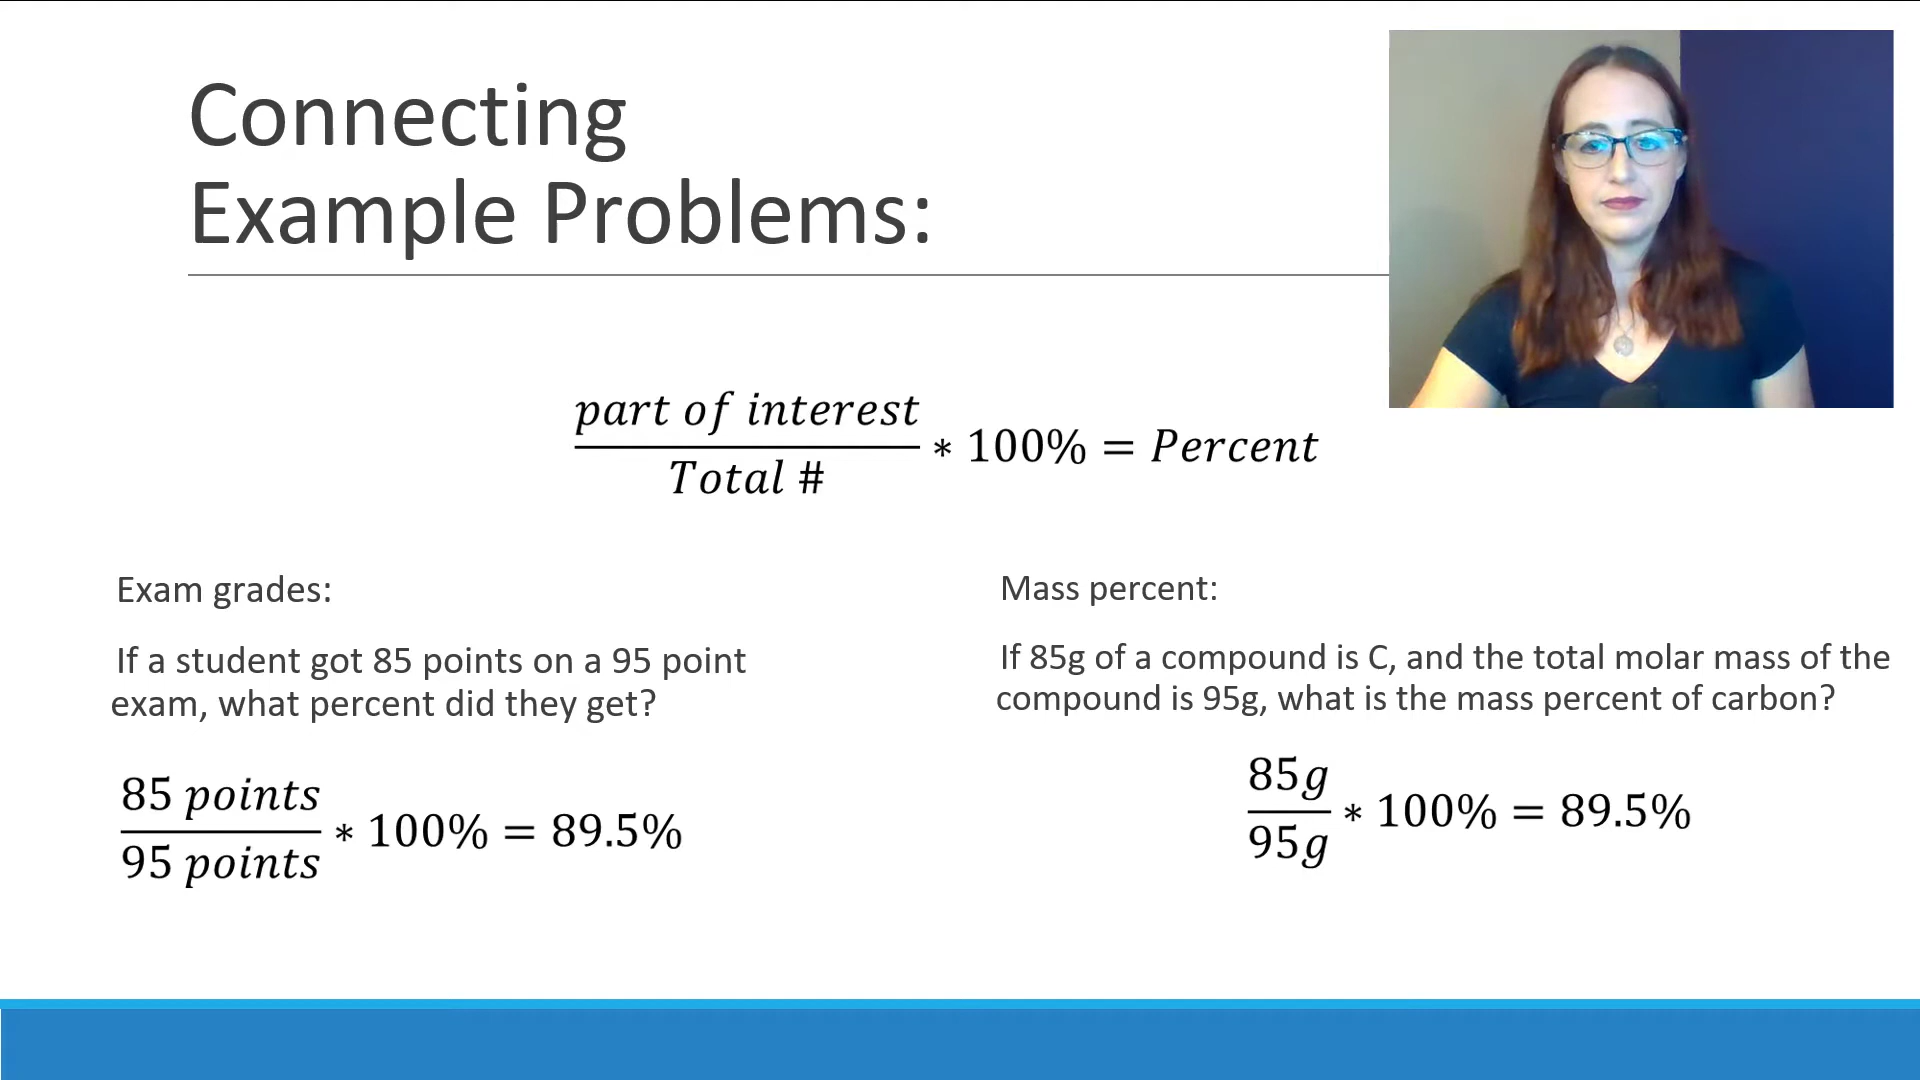 Connecting
Example Problems:
part of interest
Total #
∗ 100% = Percent
Exam grades:
If a student got 85 points on a 95 point
exam, what percent did they get?
85 points
95 points
∗ 100% = 89.5%
Mass percent:
If 85g of a compound is C, and the total molar mass of the
compound is 95g, what is the mass percent of carbon?
85g
95g
∗ 100% = 89.5%